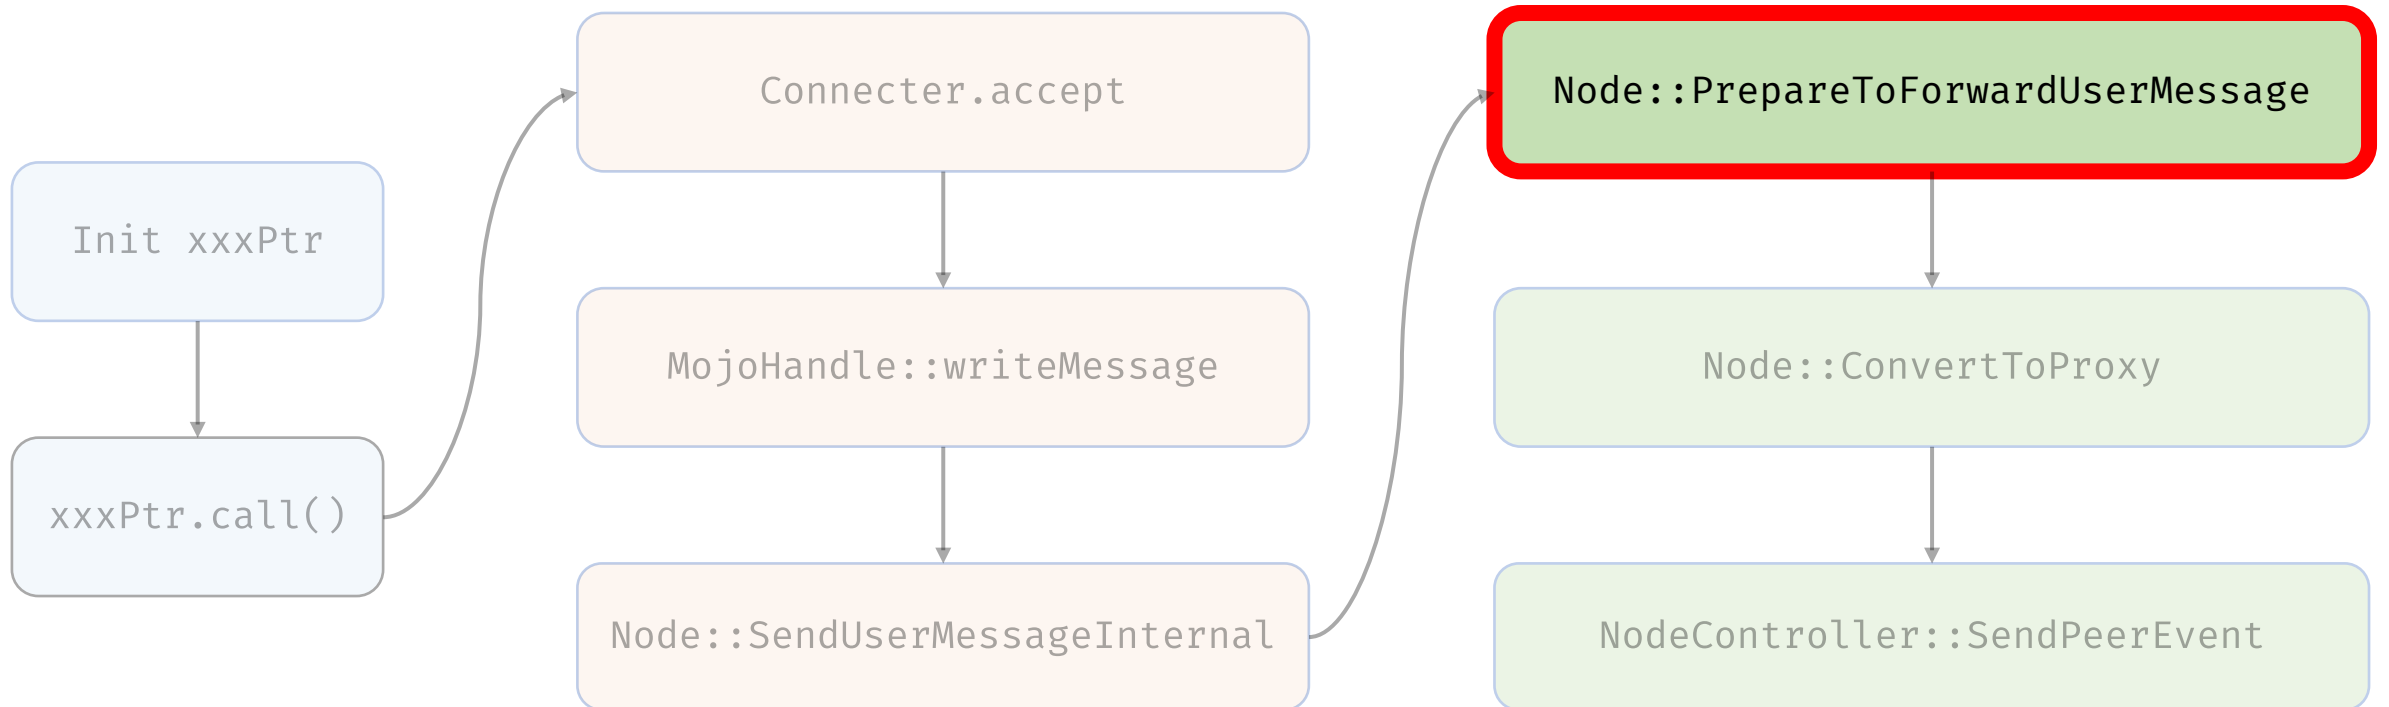 Init xxxPtr
xxxPtr.call()
Connecter.accept
MojoHandle::writeMessage
Node::SendUserMessageInternal
Node::PrepareToForwardUserMessage
Node::ConvertToProxy
NodeController::SendPeerEvent